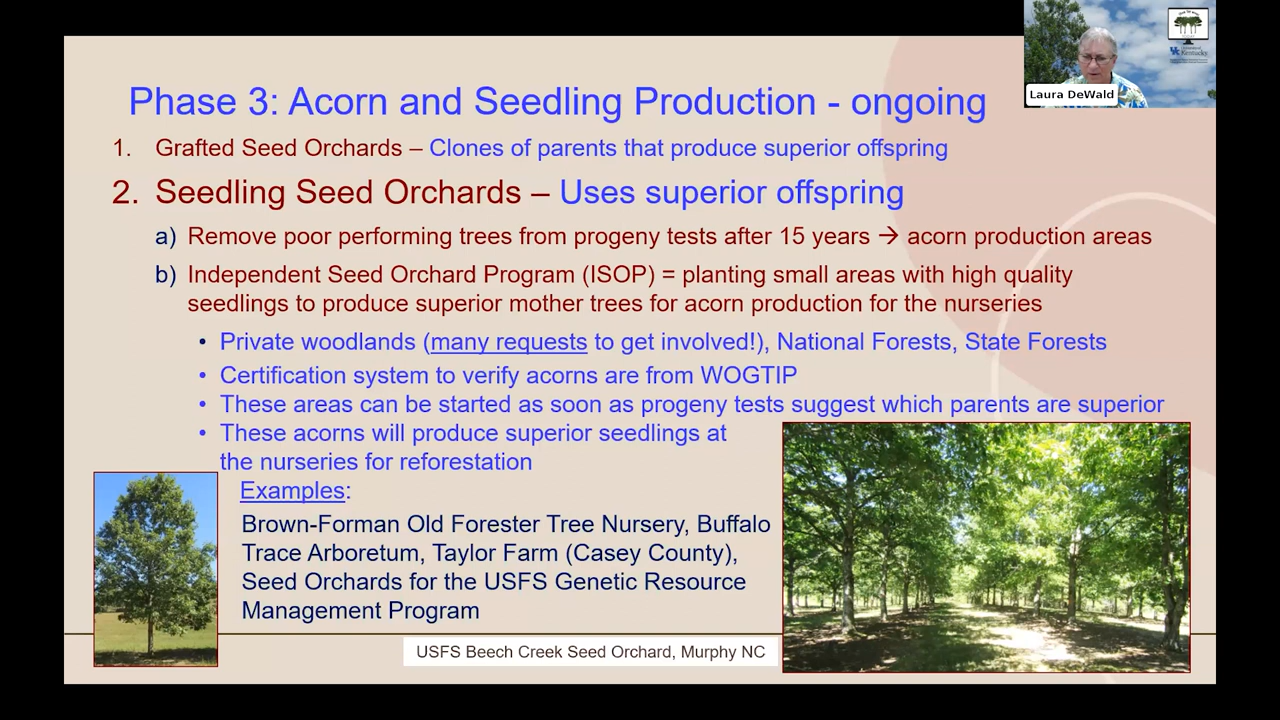 Phase 3: Acorn and Seedling Production - ongoing
1. Grafted Seed Orchards – Clones of parents that produce superior offspring
2. Seedling Seed Orchards – Uses superior offspring
a) Remove poor performing trees from progeny tests after 15 years → acorn production areas
b) Independent Seed Orchard Program (ISOP) = planting small areas with high quality
seedlings to produce superior mother trees for acorn production for the nurseries
• Private woodlands (many requests to get involved!), National Forests, State Forests
• Certification system to verify acorns are from WOGTIP
• These areas can be started as soon as progeny tests suggest which parents are superior
• These acorns will produce superior seedlings at
the nurseries for reforestation
Examples:
Brown-Forman Old Forester Tree Nursery, Buffalo
Trace Arboretum, Taylor Farm (Casey County),
Seed Orchards for the USFS Genetic Resource
Management Program
USFS Beech Creek Seed Orchard, Murphy NC
Laura DeWald
Kentucky